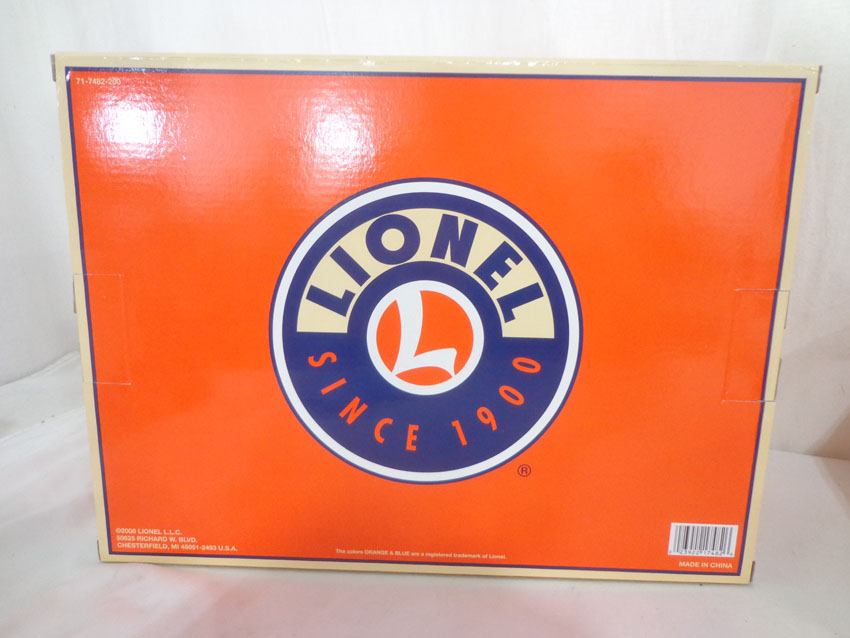 71-7482-200
LIONEL
L
SINCE 1900
®
©2008 LIONEL L.L.C.
50625 RICHARD W. BLVD.
CHESTERFIELD, MI 48051-2493 U.S.A.
The colors ORANGE & BLUE are a registered trademark of Lionel.
MADE IN CHINA